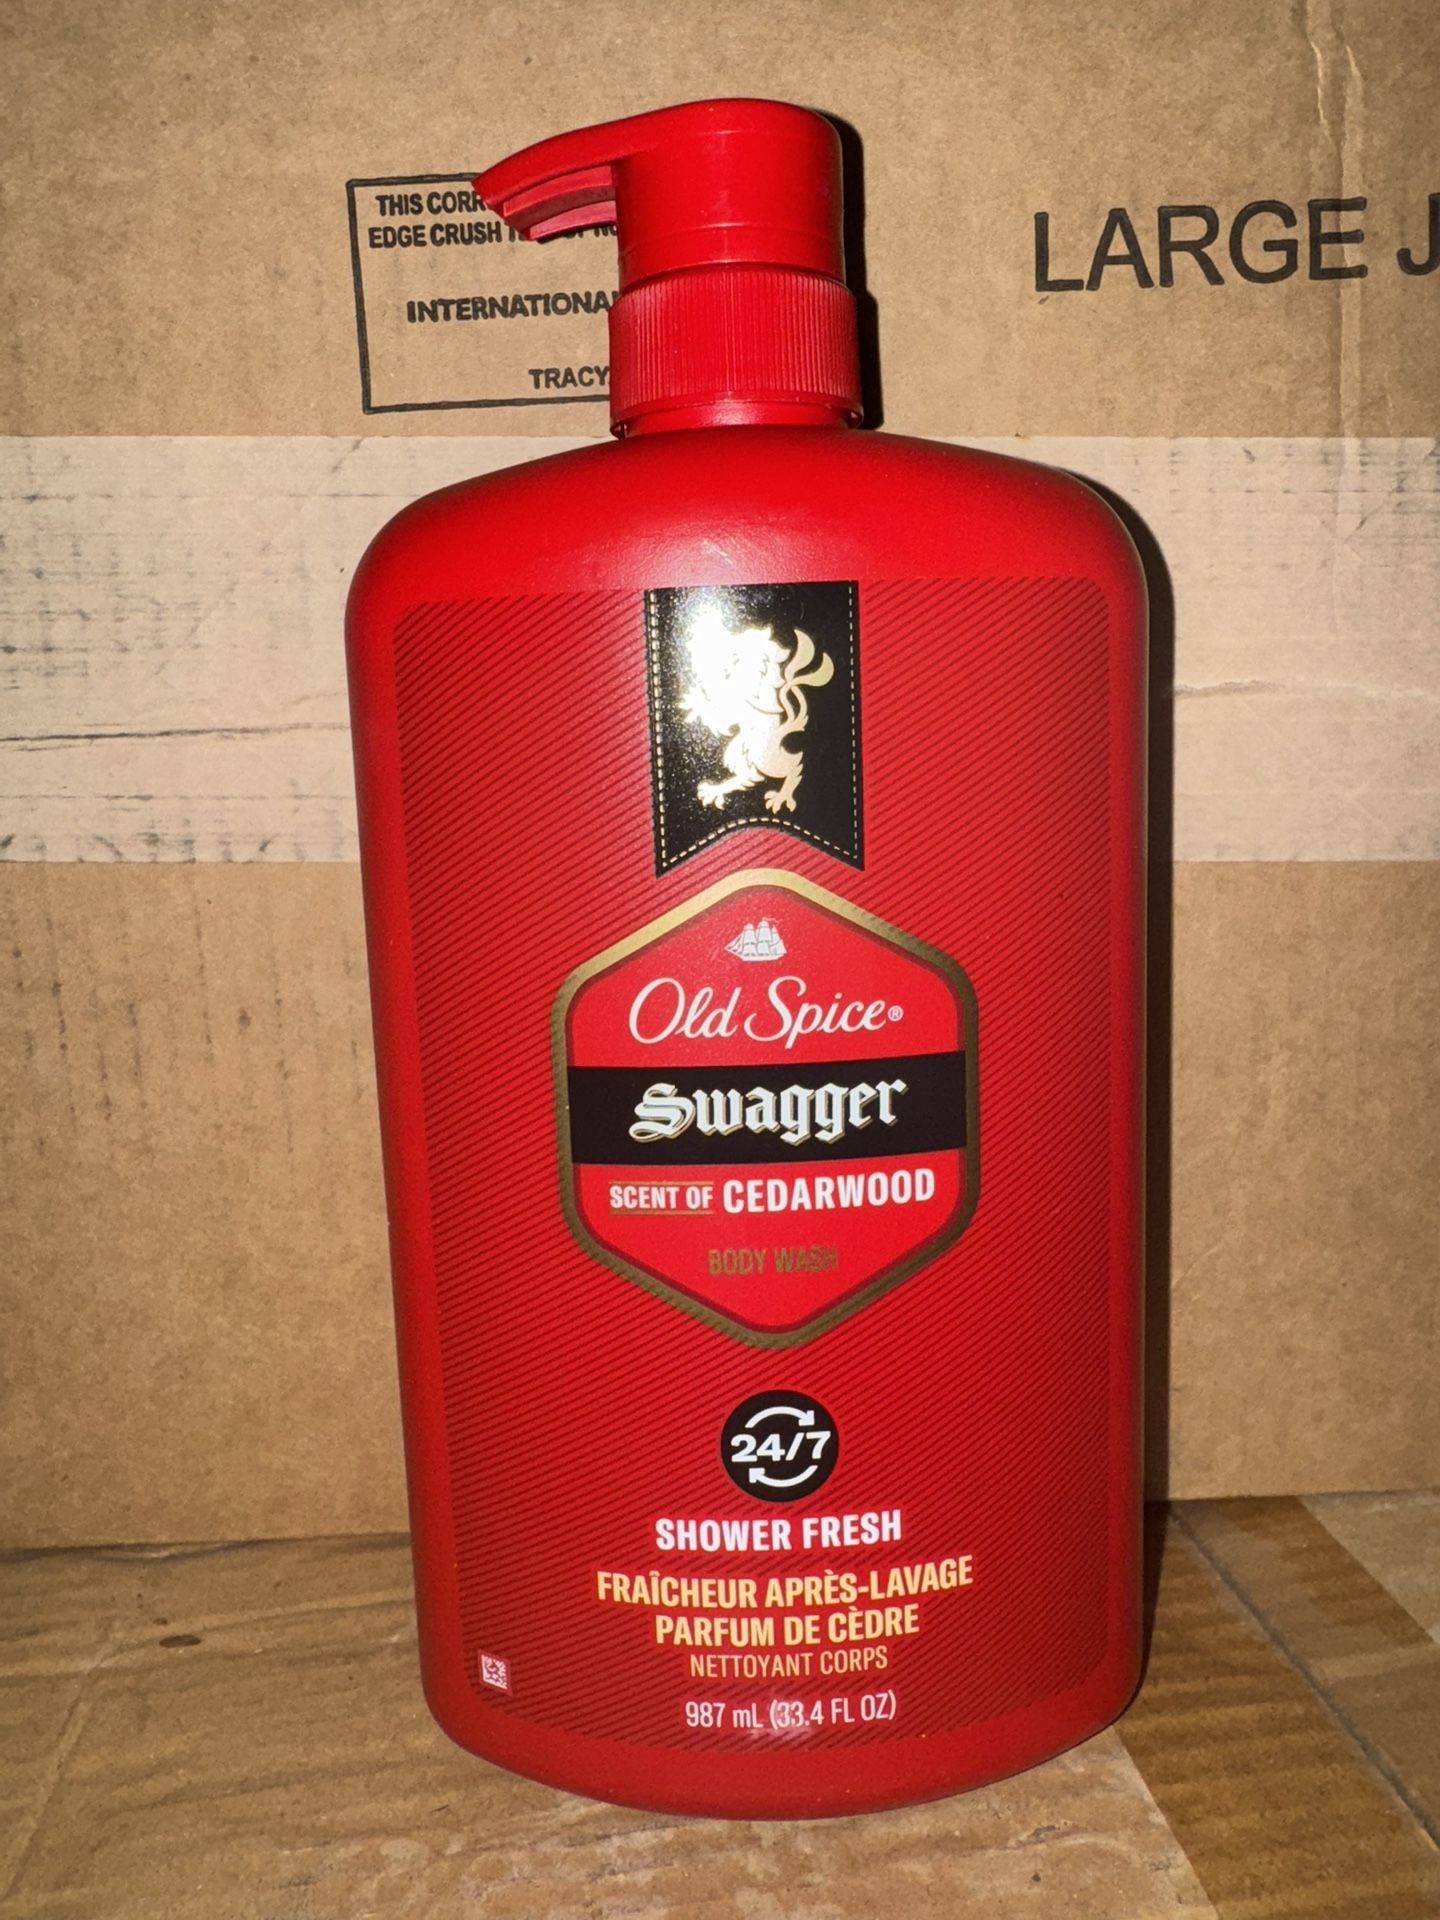 THIS CORR
EDGE CRUSH
INTERNATIONAL
TRACY,
LARGE J
Old Spice®
Swagger
SCENT OF CEDARWOOD
BODY WASH
24/7
SHOWER FRESH
FRAÎCHEUR APRÈS-LAVAGE
PARFUM DE CÈDRE
NETTOYANT CORPS
987 mL (33.4 FL OZ)